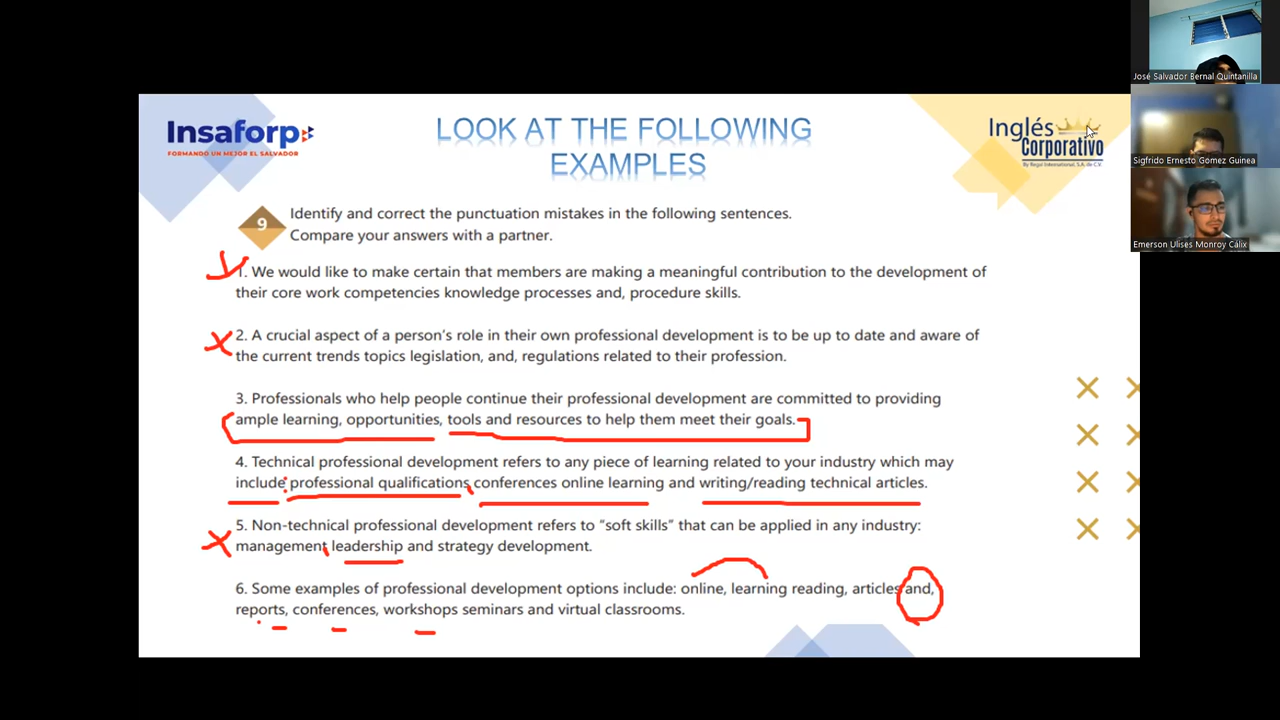 José Salvador Bernal Quintanilla
Insaforp
FORMANDO UN MEJOR EL SALVADOR
LOOK AT THE FOLLOWING
EXAMPLES
Inglés
Corporativo
By Regal International, S.A. de C.V.
Sigfrido Ernesto Gomez Guinea
Emerson Ulises Monroy Cálix
9
Identify and correct the punctuation mistakes in the following sentences.
Compare your answers with a partner.
1. We would like to make certain that members are making a meaningful contribution to the development of
their core work competencies knowledge processes and, procedure skills.
2. A crucial aspect of a person's role in their own professional development is to be up to date and aware of
the current trends topics legislation, and, regulations related to their profession.
3. Professionals who help people continue their professional development are committed to providing
ample learning, opportunities, tools and resources to help them meet their goals.
4. Technical professional development refers to any piece of learning related to your industry which may
include: professional qualifications, conferences online learning and writing/reading technical articles.
5. Non-technical professional development refers to “soft skills” that can be applied in any industry:
management, leadership and strategy development.
6. Some examples of professional development options include: online, learning reading, articles and,
reports, conferences, workshops seminars and virtual classrooms.